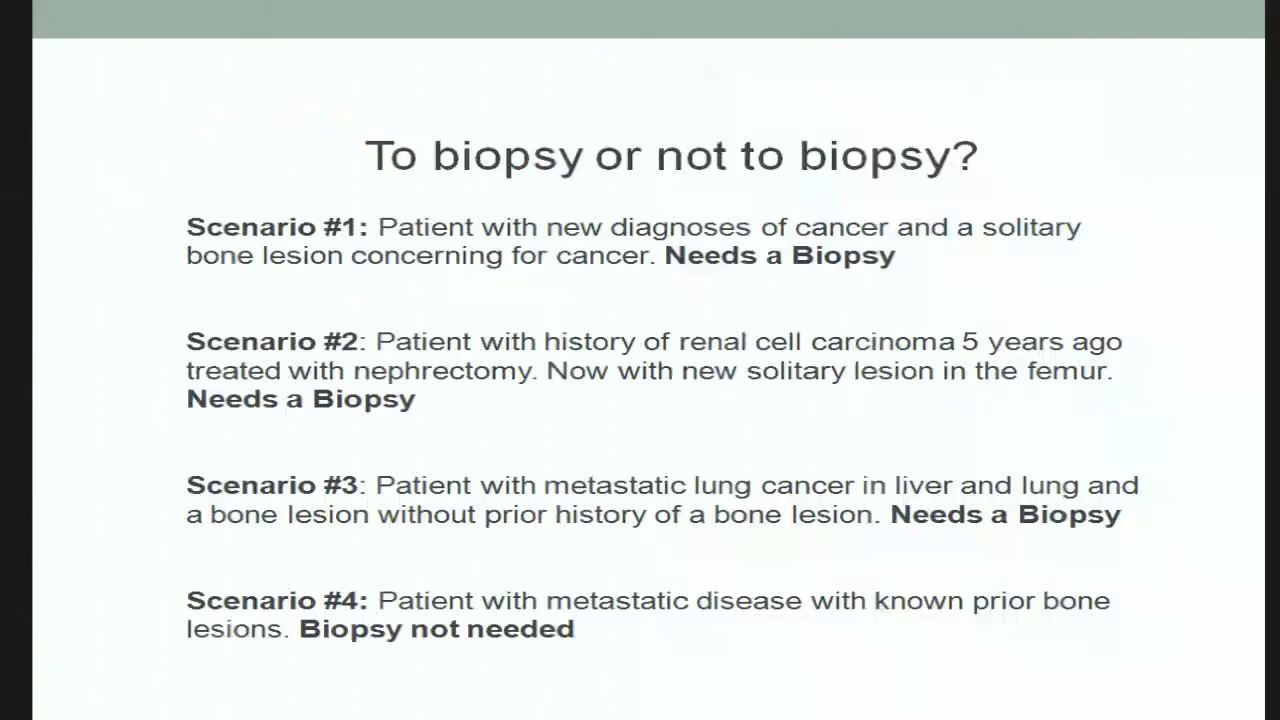 To biopsy or not to biopsy?
Scenario #1: Patient with new diagnoses of cancer and a solitary
bone lesion concerning for cancer. Needs a Biopsy
Scenario #2: Patient with history of renal cell carcinoma 5 years ago
treated with nephrectomy. Now with new solitary lesion in the femur.
Needs a Biopsy
Scenario #3: Patient with metastatic lung cancer in liver and lung and
a bone lesion without prior history of a bone lesion. Needs a Biopsy
Scenario #4: Patient with metastatic disease with known prior bone
lesions. Biopsy not needed